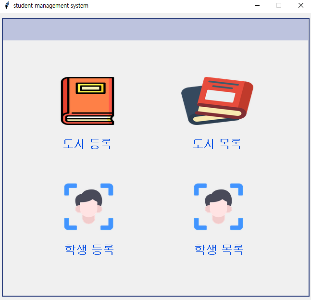 student management system
도서 등록
도서 목록
학생 등록
학생 목록